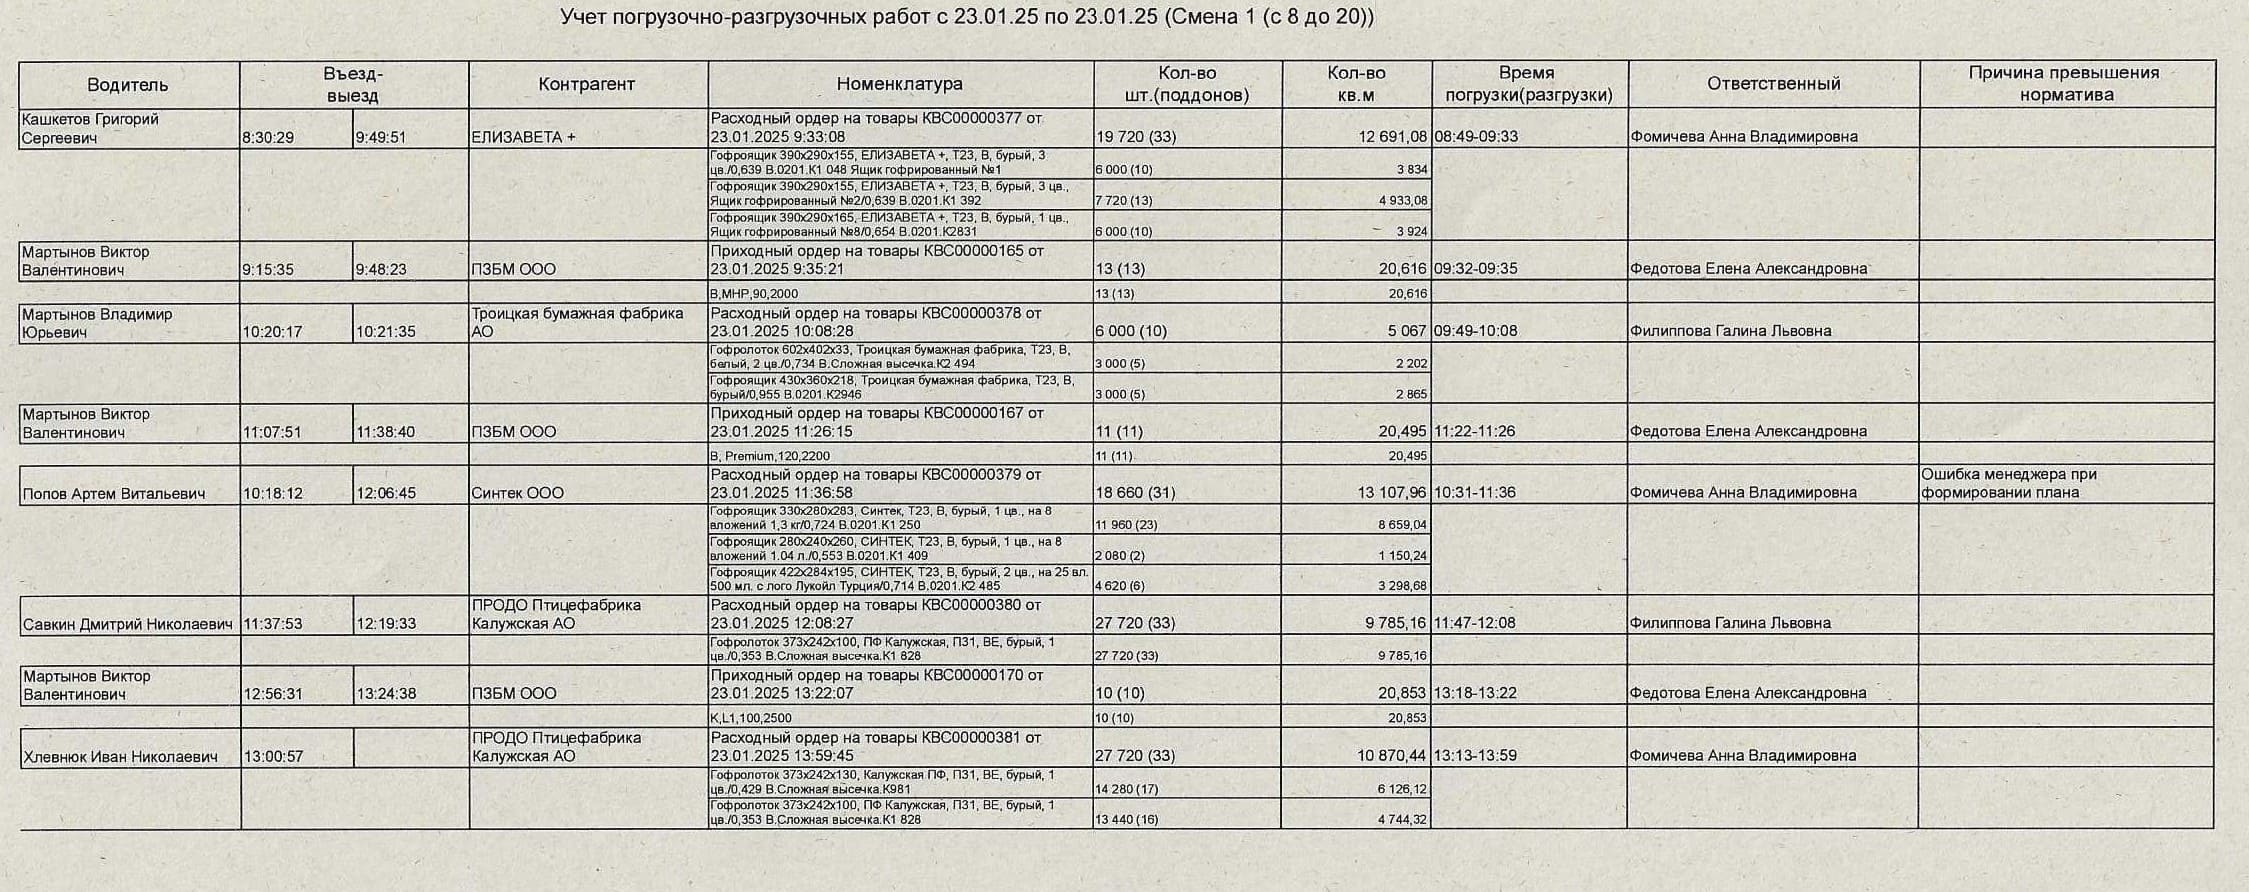 Учет погрузочно-разгрузочных работ с 23.01.25 по 23.01.25 (Смена 1 (с 8 до 20))
Водитель Въезд-выезд Контрагент Номенклатура Кол-во шт.(поддонов) Кол-во кв.м Время погрузки(разгрузки) Ответственный Причина превышения норматива
Кашкетов Григорий Сергеевич 8:30:29 9:49:51 ЕЛИЗАВЕТА + Расходный ордер на товары КВС00000377 от 23.01.2025 9:33:08 19 720 (33) 12 691,08 08:49-09:33 Фомичева Анна Владимировна
Гофроящик 390х290х155, ЕЛИЗАВЕТА +, Т23, В, бурый, 3 цв./0,639 В.0201.К1 048 Ящик гофрированный №1 6 000 (10) 3 834
Гофроящик 390х290х155, ЕЛИЗАВЕТА +, Т23, В, бурый, 3 цв., Ящик гофрированный №2/0,639 В.0201.К1 392 7 720 (13) 4 933,08
Гофроящик 390х290х165, ЕЛИЗАВЕТА +, Т23, В, бурый, 1 цв., Ящик гофрированный №8/0,654 В.0201.К2831 6 000 (10) 3 924
Мартынов Виктор Валентинович 9:15:35 9:48:23 ПЗБМ ООО Приходный ордер на товары КВС00000165 от 23.01.2025 9:35:21 13 (13) 20,616 09:32-09:35 Федотова Елена Александровна
В,МНР,90,2000 13 (13) 20,616
Мартынов Владимир Юрьевич 10:20:17 10:21:35 Троицкая бумажная фабрика АО Расходный ордер на товары КВС00000378 от 23.01.2025 10:08:28 6 000 (10) 5 067 09:49-10:08 Филиппова Галина Львовна
Гофролоток 602х402х33, Троицкая бумажная фабрика, Т23, В, белый, 2 цв./0,734 В.Сложная высечка.К2 494 3 000 (5) 2 202
Гофроящик 430х360х218, Троицкая бумажная фабрика, Т23, В, бурый/0,955 В.0201.К2946 3 000 (5) 2 865
Мартынов Виктор Валентинович 11:07:51 11:38:40 ПЗБМ ООО Приходный ордер на товары КВС00000167 от 23.01.2025 11:26:15 11 (11) 20,495 11:22-11:26 Федотова Елена Александровна
В, Premium,120,2200 11 (11) 20,495
Попов Артем Витальевич 10:18:12 12:06:45 Синтек ООО Расходный ордер на товары КВС00000379 от 23.01.2025 11:36:58 18 660 (31) 13 107,96 10:31-11:36 Фомичева Анна Владимировна Ошибка менеджера при формировании плана
Гофроящик 330х280х283, Синтек, Т23, В, бурый, 1 цв., на 8 вложений 1,3 кг/0,724 В.0201.К1 250 11 960 (23) 8 659,04
Гофроящик 280х240х260, СИНТЕК, Т23, В, бурый, 1 цв., на 8 вложений 1.04 л./0,553 В.0201.К1 409 2 080 (2) 1 150,24
Гофроящик 422х284х195, СИНТЕК, Т23, В, бурый, 2 цв., на 25 вл. 500 мл. с лого Лукойл Турция/0,714 В.0201.К2 485 4 620 (6) 3 298,68
Савкин Дмитрий Николаевич 11:37:53 12:19:33 ПРОДО Птицефабрика Калужская АО Расходный ордер на товары КВС00000380 от 23.01.2025 12:08:27 27 720 (33) 9 785,16 11:47-12:08 Филиппова Галина Львовна
Гофролоток 373х242х100, ПФ Калужская, П31, ВЕ, бурый, 1 цв./0,353 В.Сложная высечка.К1 828 27 720 (33) 9 785,16
Мартынов Виктор Валентинович 12:56:31 13:24:38 ПЗБМ ООО Приходный ордер на товары КВС00000170 от 23.01.2025 13:22:07 10 (10) 20,853 13:18-13:22 Федотова Елена Александровна
K,L1,100,2500 10 (10) 20,853
Хлевнюк Иван Николаевич 13:00:57 ПРОДО Птицефабрика Калужская АО Расходный ордер на товары КВС00000381 от 23.01.2025 13:59:45 27 720 (33) 10 870,44 13:13-13:59 Фомичева Анна Владимировна
Гофролоток 373х242х130, Калужская ПФ, П31, ВЕ, бурый, 1 цв./0,429 В.Сложная высечка.К981 14 280 (17) 6 126,12
Гофролоток 373х242х100, ПФ Калужская, П31, ВЕ, бурый, 1 цв./0,353 В.Сложная высечка.К1 828 13 440 (16) 4 744,32